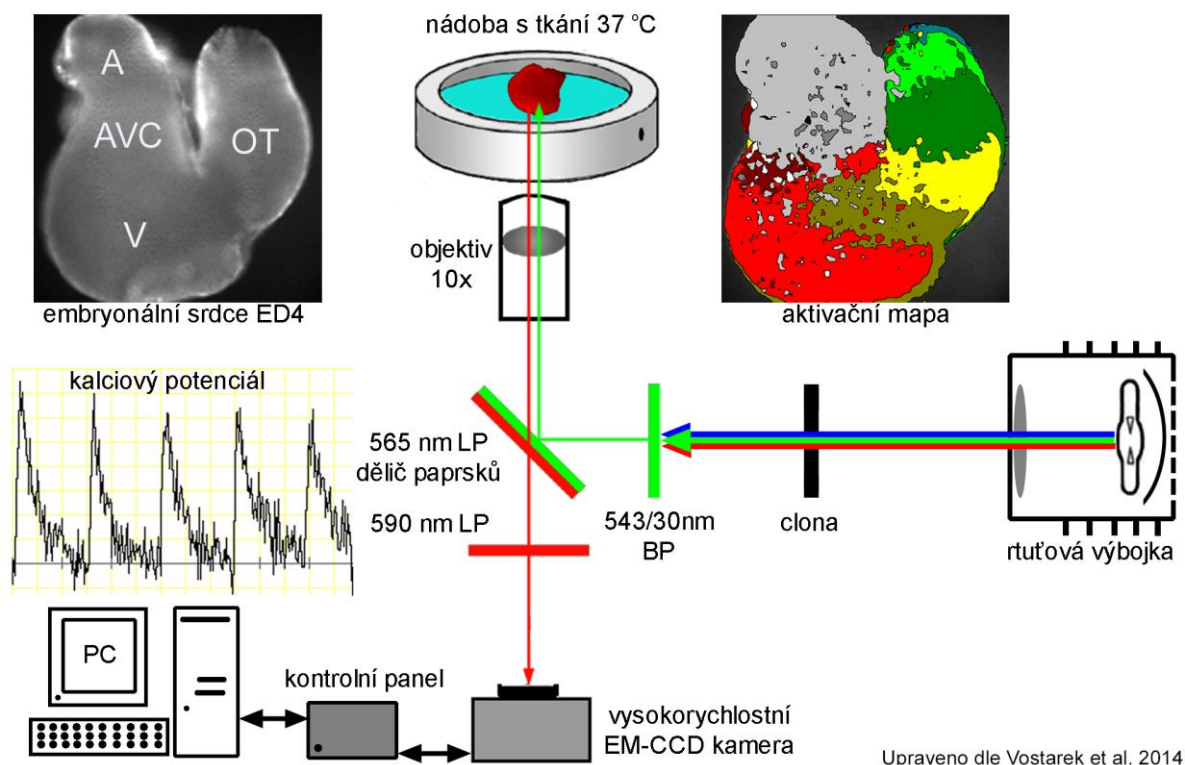 nádoba s tkání 37 °C
A
AVC
OT
V
embryonální srdce ED4
objektiv
10x
aktivační mapa
kalciový potenciál
565 nm LP
dělič paprsků
590 nm LP
543/30nm
BP
clona
rtuťová výbojka
PC
kontrolní panel
vysokorychlostní
EM-CCD kamera
Upraveno dle Vostarek et al. 2014